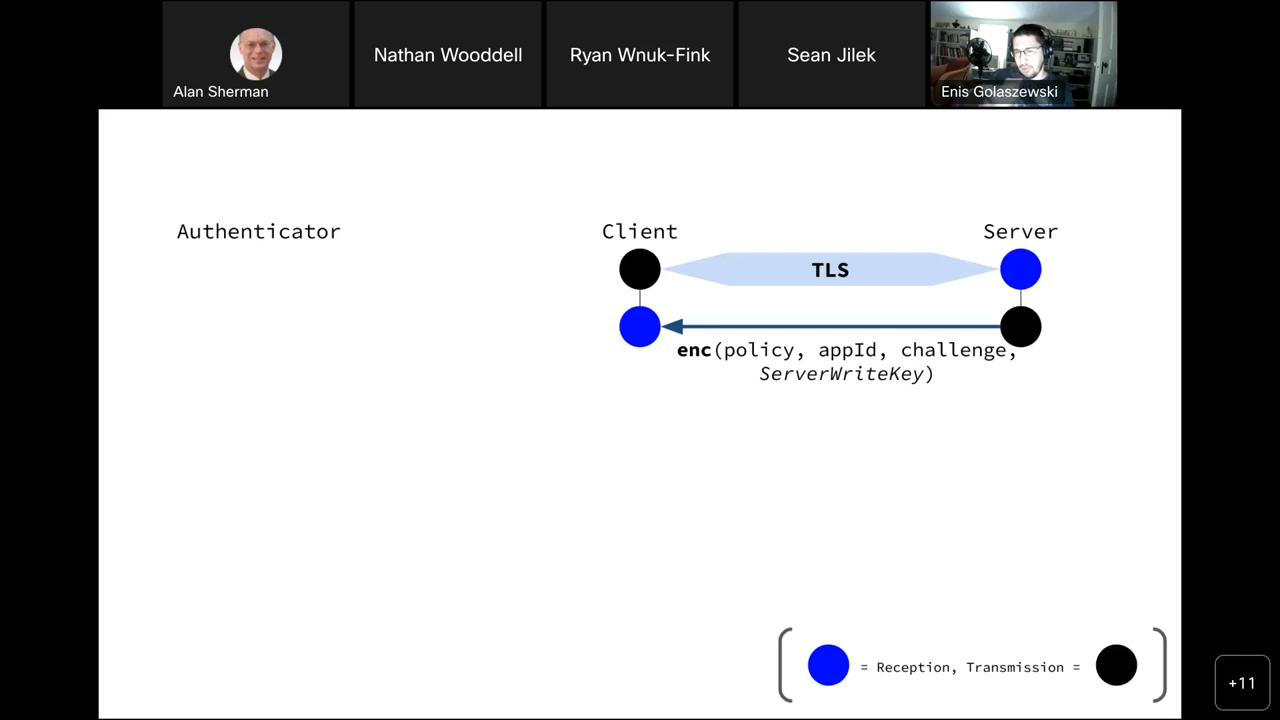 Nathan Wooddell
Ryan Wnuk-Fink
Sean Jilek
Alan Sherman
Enis Golaszewski
Authenticator
Client
Server
TLS
enc(policy, appId, challenge,
ServerWriteKey)
= Reception, Transmission =
+11